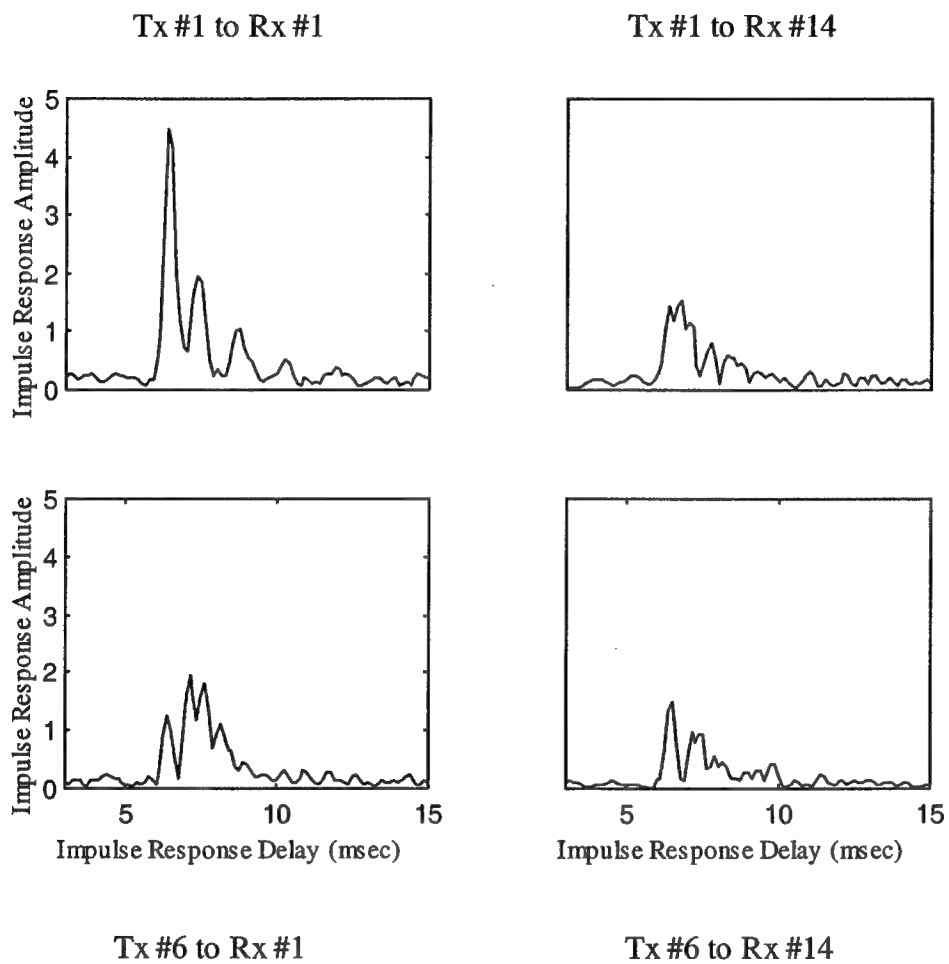 Tx #1 to Rx #1
Tx #1 to Rx #14
Impulse Response Amplitude
5
4
3
2
1
0
Impulse Response Amplitude
5
4
3
2
1
0
5 10 15
5 10 15
Impulse Response Delay (msec)
Impulse Response Delay (msec)
Tx #6 to Rx #1
Tx #6 to Rx #14